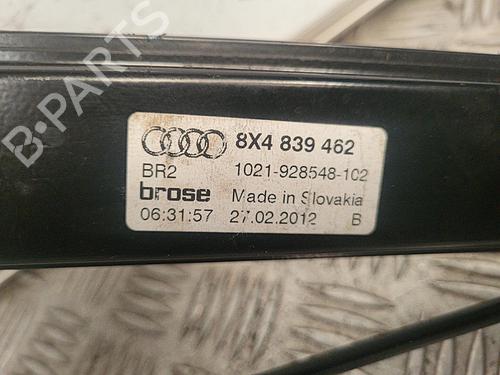 B-PARTS
8X4 839 462
BR2 1021-928548-102
brose Made in Slovakia
06:31:57 27.02.2012 B